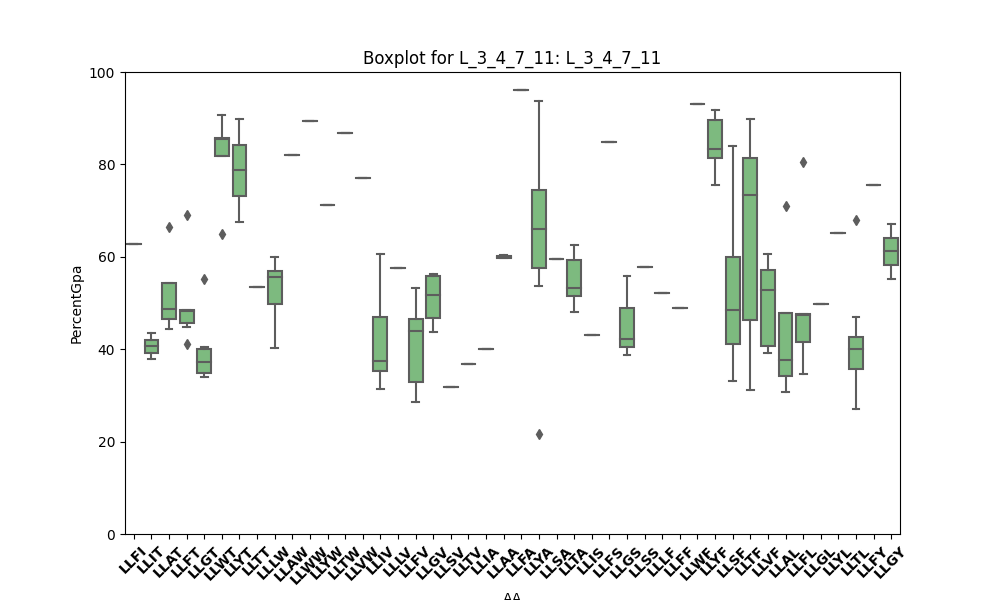 Boxplot for L_3_4_7_11: L_3_4_7_11
PercentGpa
100
80
60
40
20
0
LLFI LLIT LLAT LLFT LLGT LLWT LLYT LLTT LLLW LLAW LLWW LLYW LLTW LLVW LLIV LLLV LLFV LLGV LLSV LLTV LLIA LLAA LLFA LLYA LLSA LLTA LLIS LLFS LLGS LLSS LLLF LLFF LLWF LLYF LLSF LLTF LLVF LLAL LLFL LLGL LLYL LLTL LLFY LLGY
AA